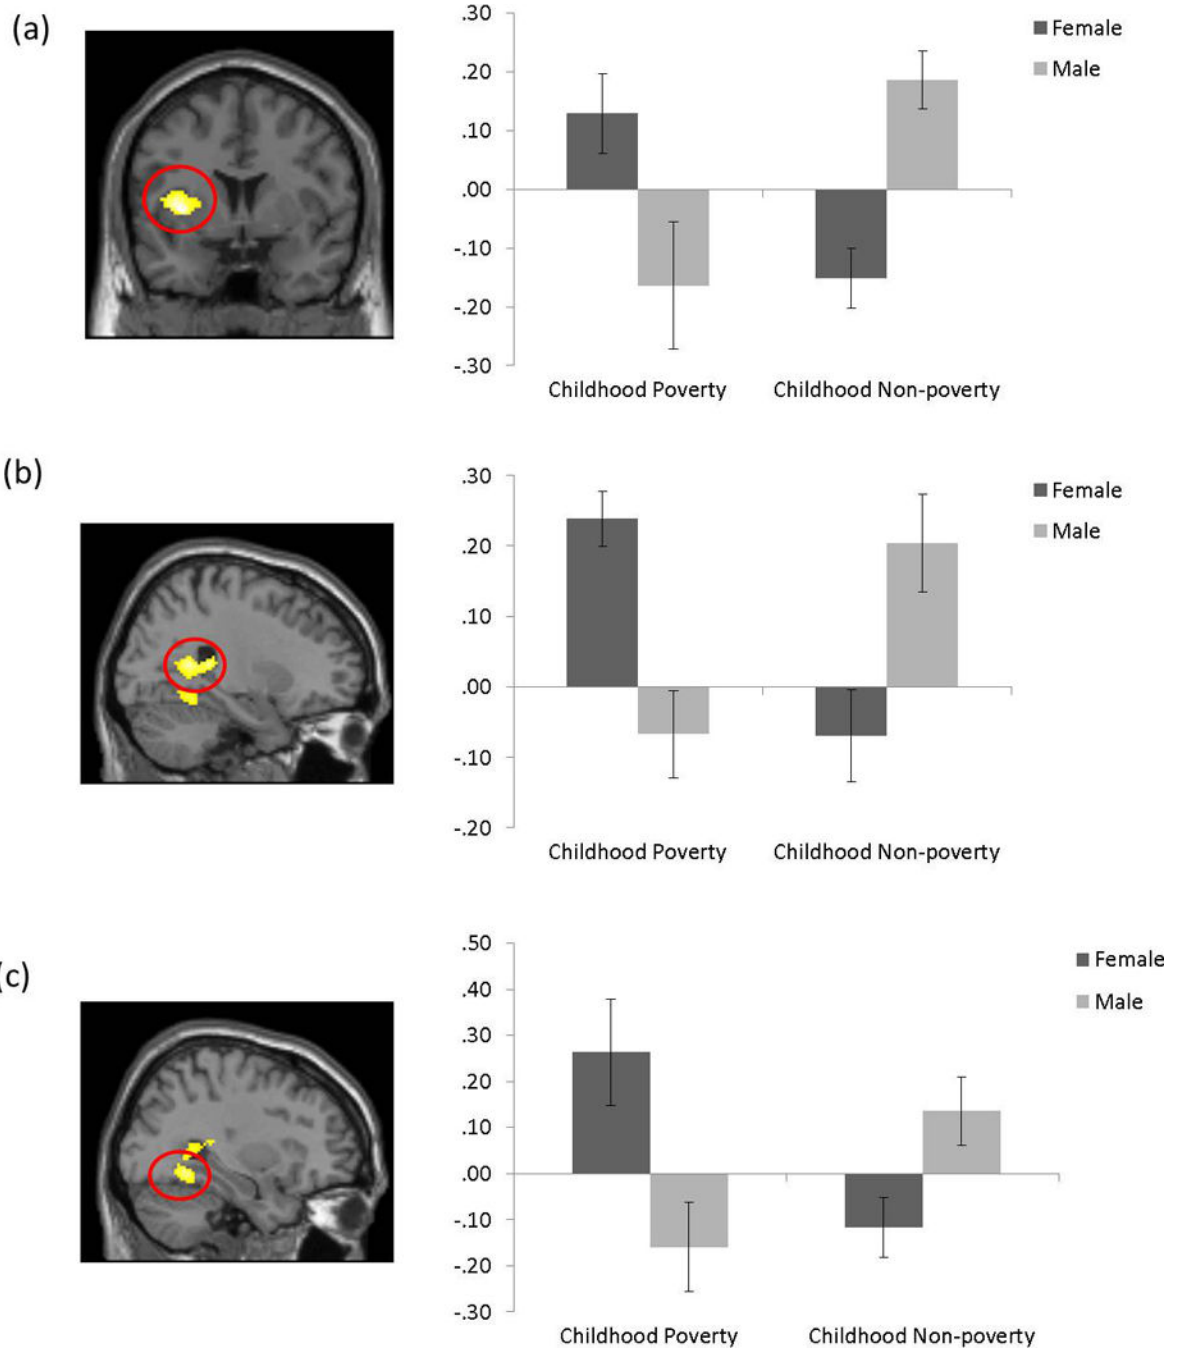 (a)
.30
.20
.10
.00
-.10
-.20
-.30
Female
Male
Childhood Poverty
Childhood Non-poverty
(b)
.30
.20
.10
.00
-.10
-.20
Female
Male
Childhood Poverty
Childhood Non-poverty
(c)
.50
.40
.30
.20
.10
.00
-.10
-.20
-.30
Female
Male
Childhood Poverty
Childhood Non-poverty